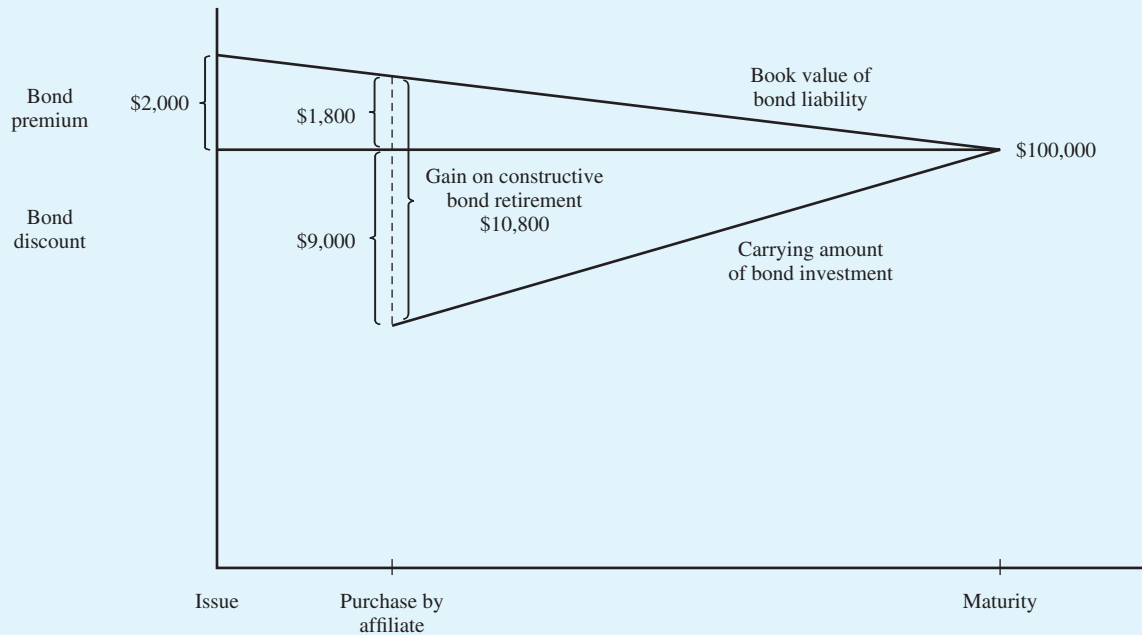 Bond
premium
$2,000
$1,800
Book value of
bond liability
$100,000
Bond
discount
$9,000
Gain on constructive
bond retirement
$10,800
Carrying amount
of bond investment
Issue
Purchase by
affiliate
Maturity